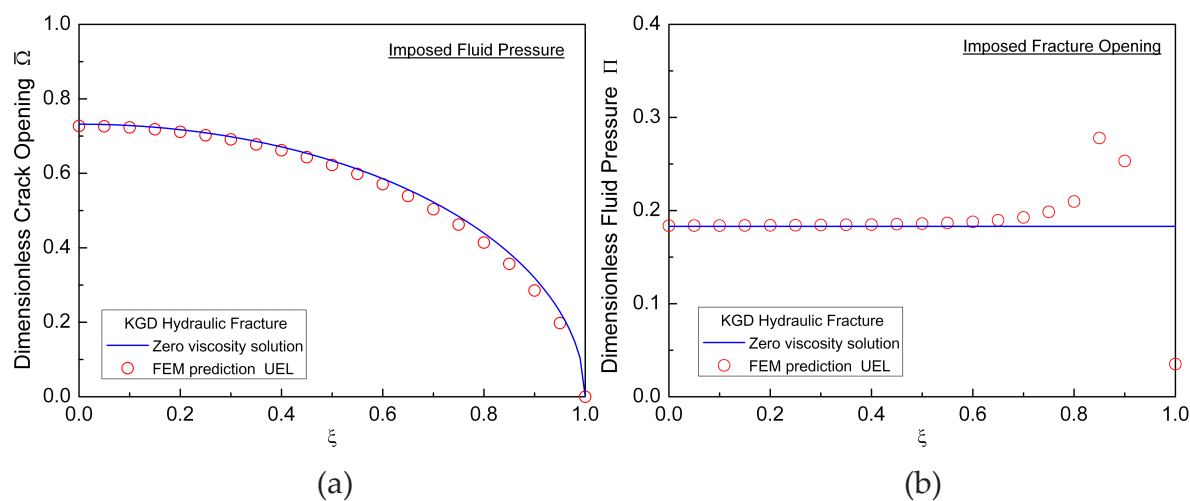 1.0
0.8
0.6
0.4
0.2
0.0
Dimensionless Crack Opening Ω̄
Imposed Fluid Pressure
KGD Hydraulic Fracture
Zero viscosity solution
FEM prediction UEL
0.0 0.2 0.4 0.6 0.8 1.0
ξ
(a)
0.4
0.3
0.2
0.1
0.0
Dimensionless Fluid Pressure Π
Imposed Fracture Opening
KGD Hydraulic Fracture
Zero viscosity solution
FEM prediction UEL
0.0 0.2 0.4 0.6 0.8 1.0
ξ
(b)